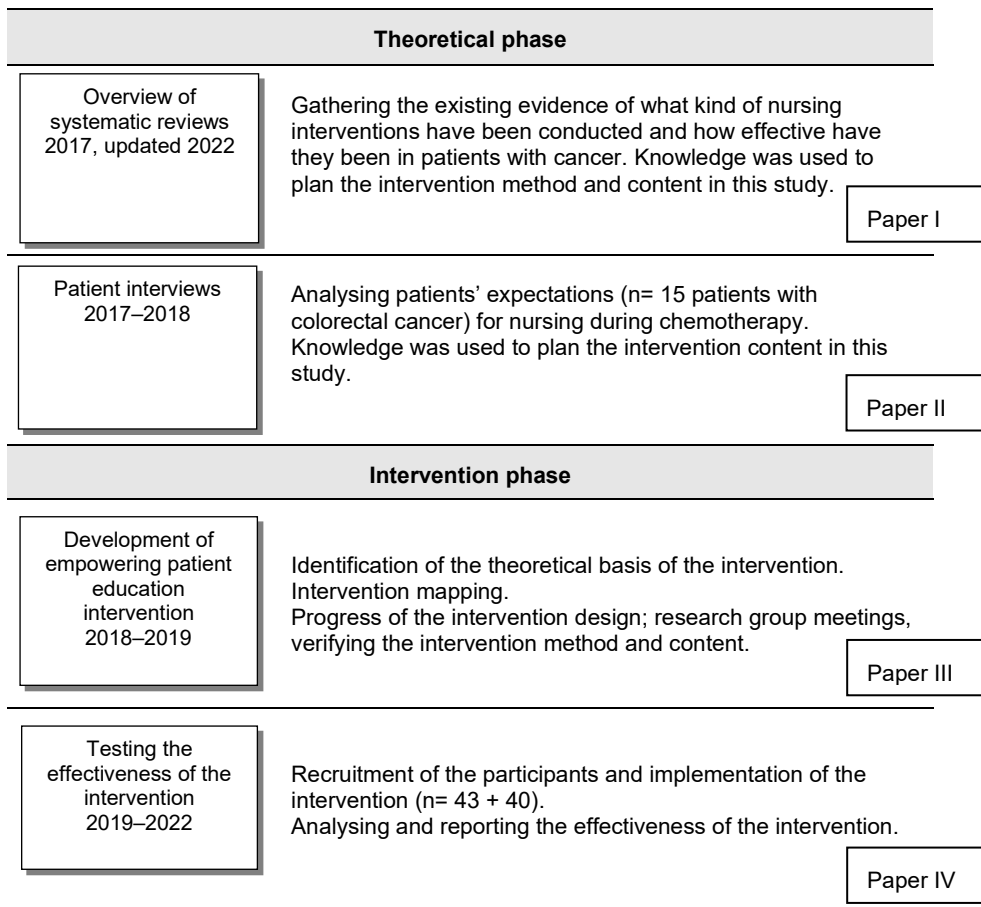 Theoretical phase
Overview of
systematic reviews
2017, updated 2022
Gathering the existing evidence of what kind of nursing
interventions have been conducted and how effective have
they been in patients with cancer. Knowledge was used to
plan the intervention method and content in this study.
Paper I
Patient interviews
2017–2018
Analysing patients’ expectations (n= 15 patients with
colorectal cancer) for nursing during chemotherapy.
Knowledge was used to plan the intervention content in this
study.
Paper II
Intervention phase
Development of
empowering patient
education
intervention
2018–2019
Identification of the theoretical basis of the intervention.
Intervention mapping.
Progress of the intervention design; research group meetings,
verifying the intervention method and content.
Paper III
Testing the
effectiveness of the
intervention
2019–2022
Recruitment of the participants and implementation of the
intervention (n= 43 + 40).
Analysing and reporting the effectiveness of the intervention.
Paper IV